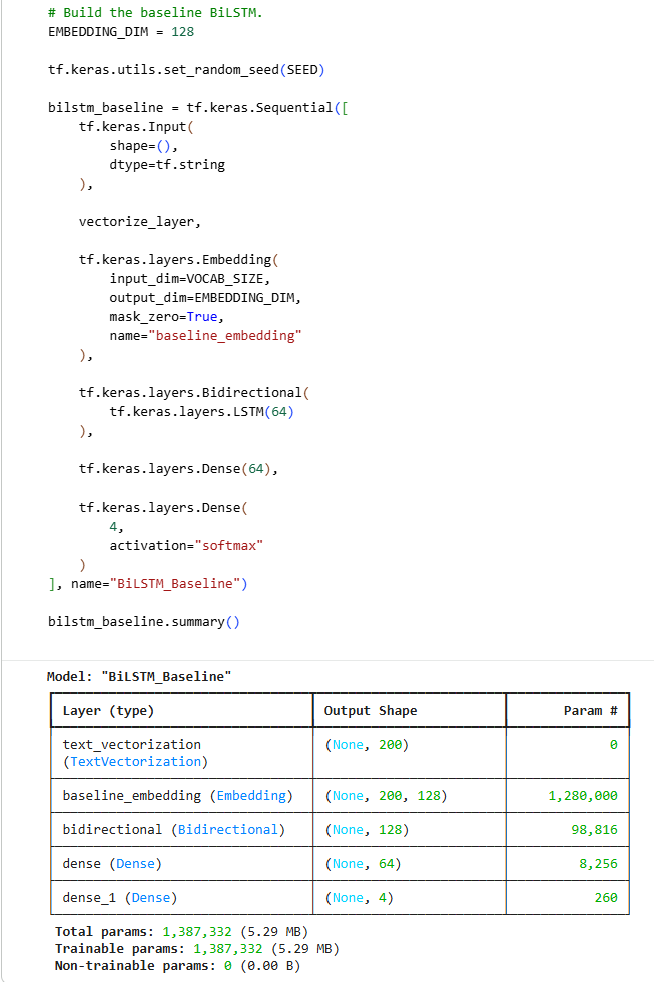 # Build the baseline BiLSTM.
EMBEDDING_DIM = 128
tf.keras.utils.set_random_seed(SEED)
bilstm_baseline = tf.keras.Sequential([
    tf.keras.Input(
        shape=(),
        dtype=tf.string
    ),
    vectorize_layer,
    tf.keras.layers.Embedding(
        input_dim=VOCAB_SIZE,
        output_dim=EMBEDDING_DIM,
        mask_zero=True,
        name="baseline_embedding"
    ),
    tf.keras.layers.Bidirectional(
        tf.keras.layers.LSTM(64)
    ),
    tf.keras.layers.Dense(64),
    tf.keras.layers.Dense(
        4,
        activation="softmax"
    )
], name="BiLSTM_Baseline")
bilstm_baseline.summary()
Model: "BiLSTM_Baseline"
Layer (type) Output Shape Param #
text_vectorization (None, 200) 0
(TextVectorization)
baseline_embedding (Embedding) (None, 200, 128) 1,280,000
bidirectional (Bidirectional) (None, 128) 98,816
dense (Dense) (None, 64) 8,256
dense_1 (Dense) (None, 4) 260
Total params: 1,387,332 (5.29 MB)
Trainable params: 1,387,332 (5.29 MB)
Non-trainable params: 0 (0.00 B)